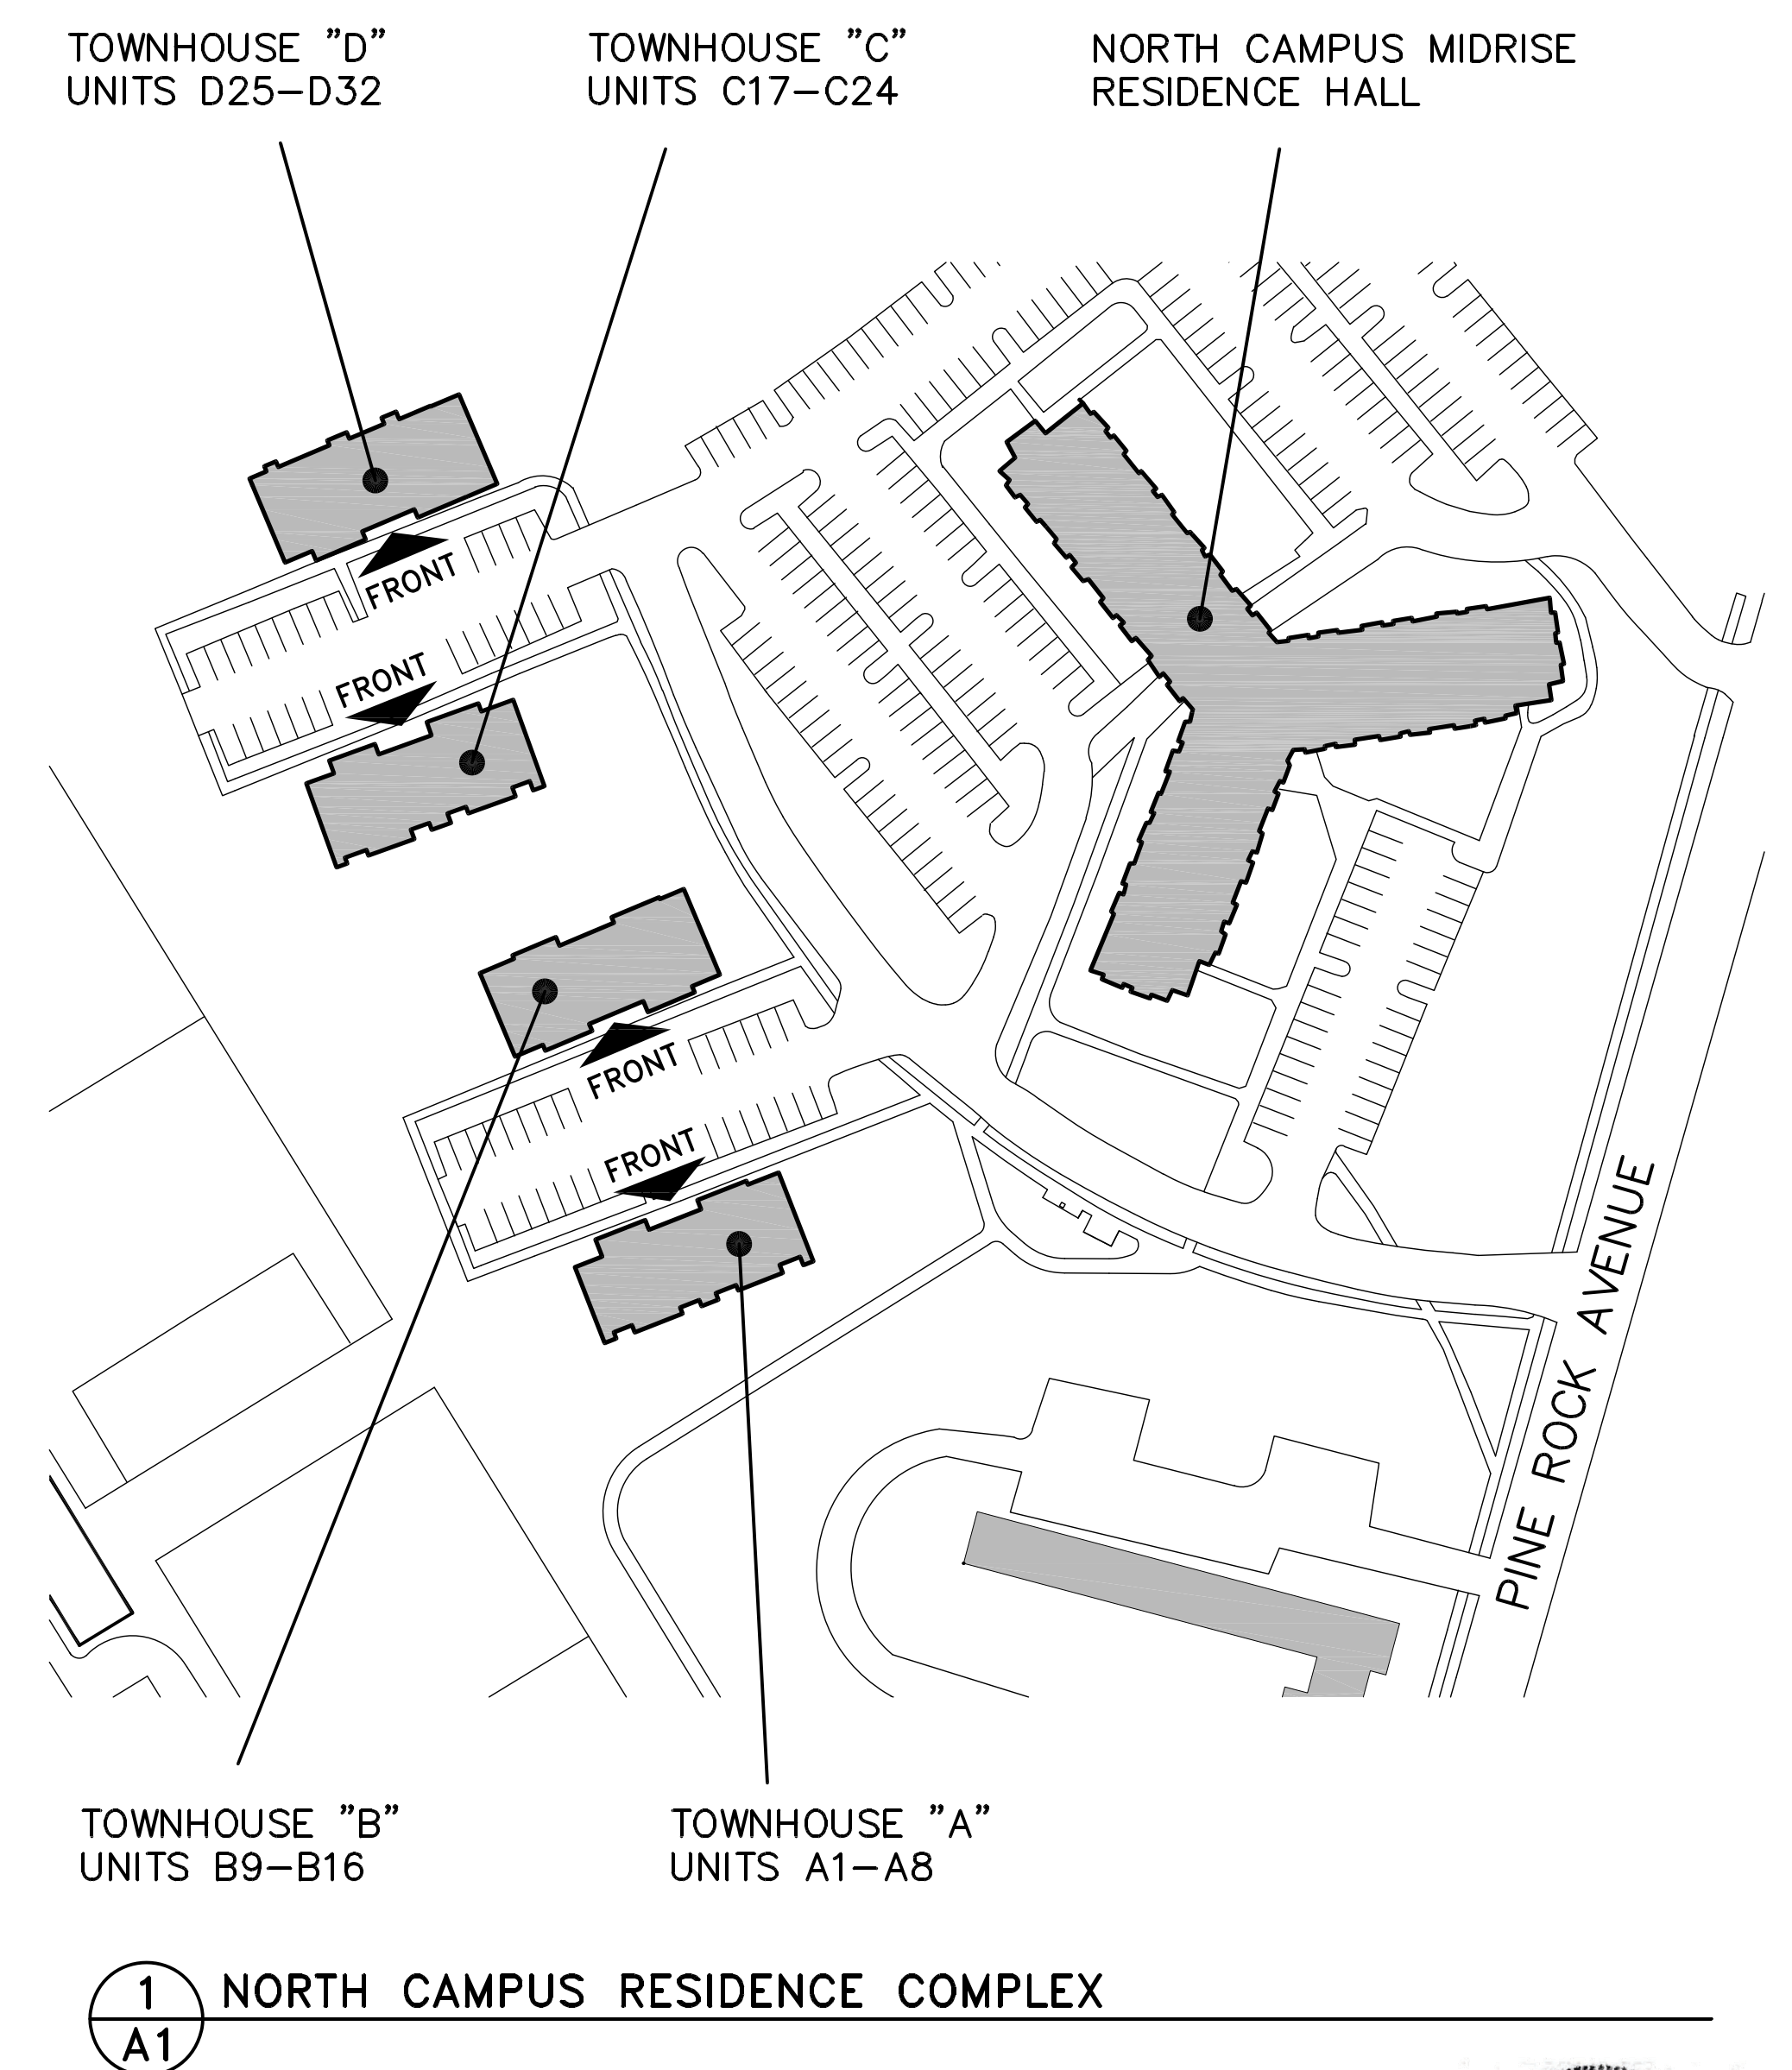 TOWNHOUSE "D"
UNITS D25-D32
TOWNHOUSE "C"
UNITS C17-C24
NORTH CAMPUS MIDRISE
RESIDENCE HALL
FRONT
FRONT
FRONT
FRONT
PINE ROCK AVENUE
TOWNHOUSE "B"
UNITS B9-B16
TOWNHOUSE "A"
UNITS A1-A8
1
A1
NORTH CAMPUS RESIDENCE COMPLEX